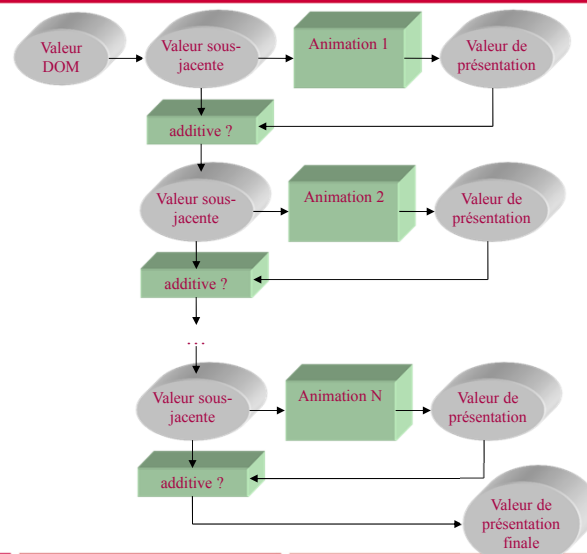 Valeur
DOM
Valeur sous-
jacente
Animation 1
Valeur de
présentation
additive ?
Valeur sous-
jacente
Animation 2
Valeur de
présentation
additive ?
...
Valeur sous-
jacente
Animation N
Valeur de
présentation
additive ?
Valeur de
présentation
finale